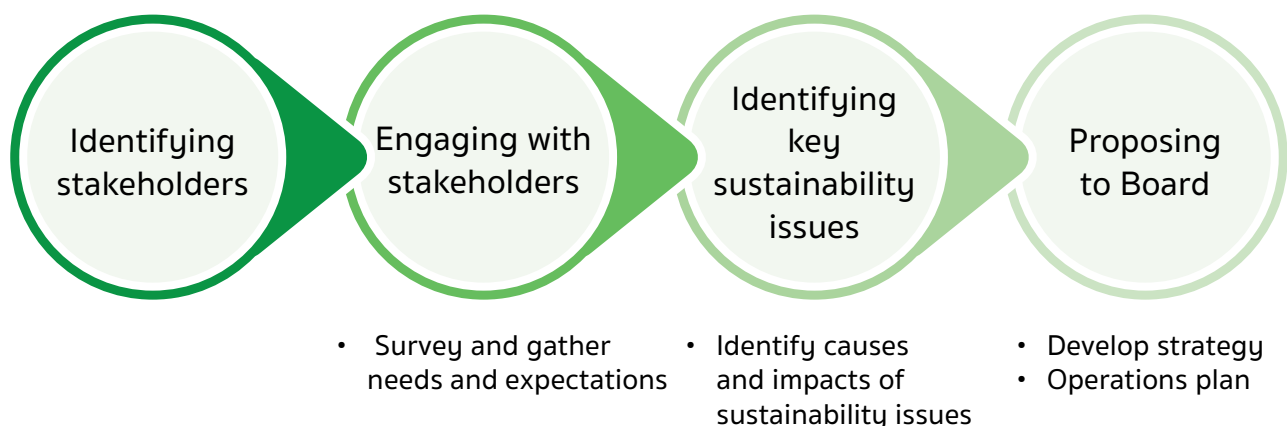 Identifying
stakeholders
Engaging with
stakeholders
Identifying
key
sustainability
issues
Proposing
to Board
• Survey and gather
needs and expectations
• Identify causes
and impacts of
sustainability issues
• Develop strategy
• Operations plan